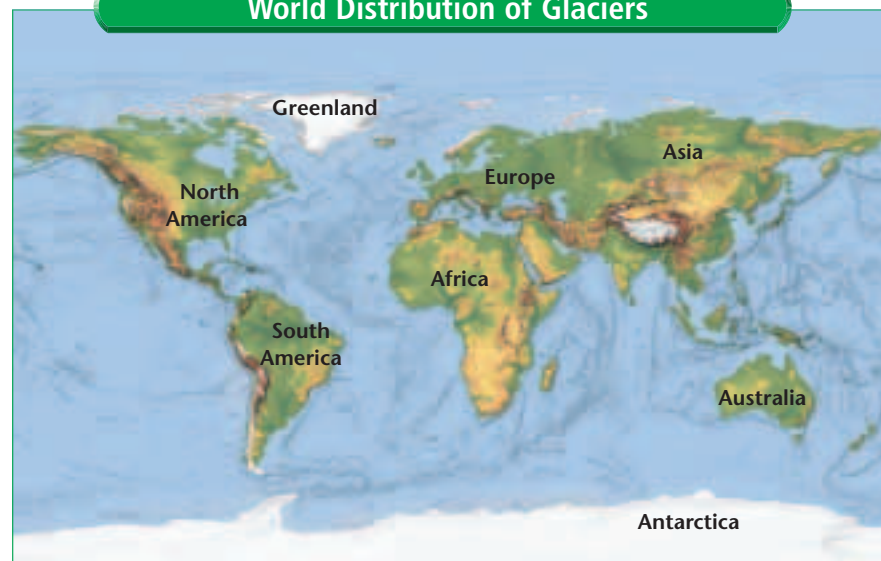 World Distribution of Glaciers
Greenland
Asia
Europe
North
America
Africa
South
America
Australia
Antarctica